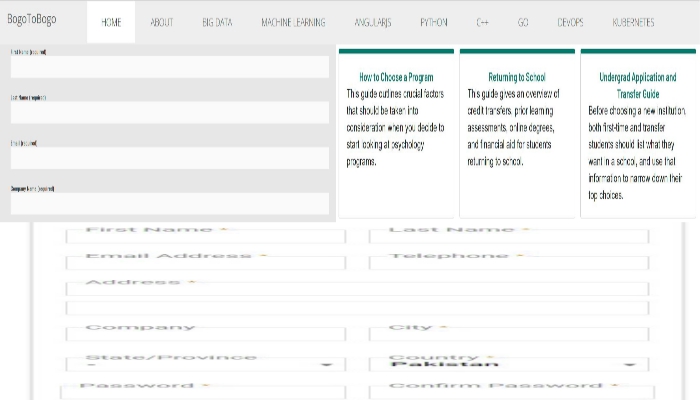 BogoToBogo HOME ABOUT BIG DATA MACHINE LEARNING ANGULARJS PYTHON C++ GO DEVOPS KUBERNETES
First Name (required)
Last Name (required)
Email (required)
Company Name (required)
How to Choose a Program
This guide outlines crucial factors
that should be taken into
consideration when you decide to
start looking at psychology
programs.
Returning to School
This guide gives an overview of
credit transfers, prior learning
assessments, online degrees,
and financial aid for students
returning to school.
Undergrad Application and
Transfer Guide
Before choosing a new institution,
both first-time and transfer
students should list what they
want in a school, and use that
information to narrow down their
top choices.
First Name * Last Name *
Email Address * Telephone *
Address *
Company City *
State/Province Country *
- Pakistan
Password * Confirm Password *